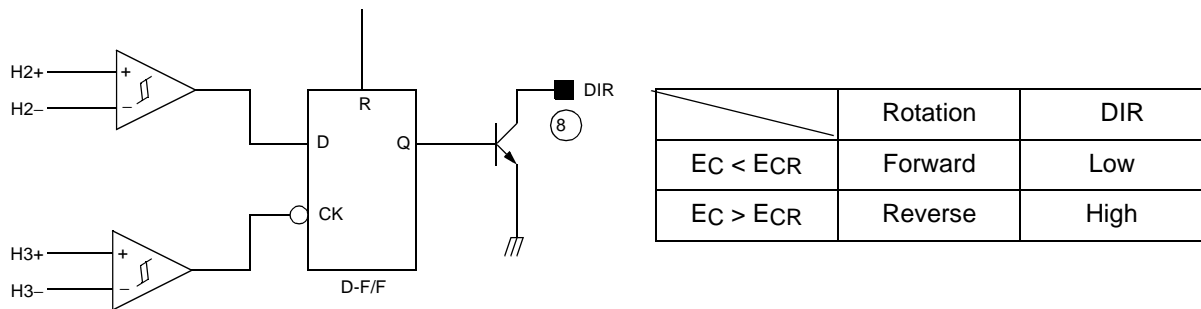 H2+
H2−
+
−
R
D
Q
CK
DIR
8
H3+
H3−
+
−
D-F/F
Rotation DIR
EC < ECR Forward Low
EC > ECR Reverse High